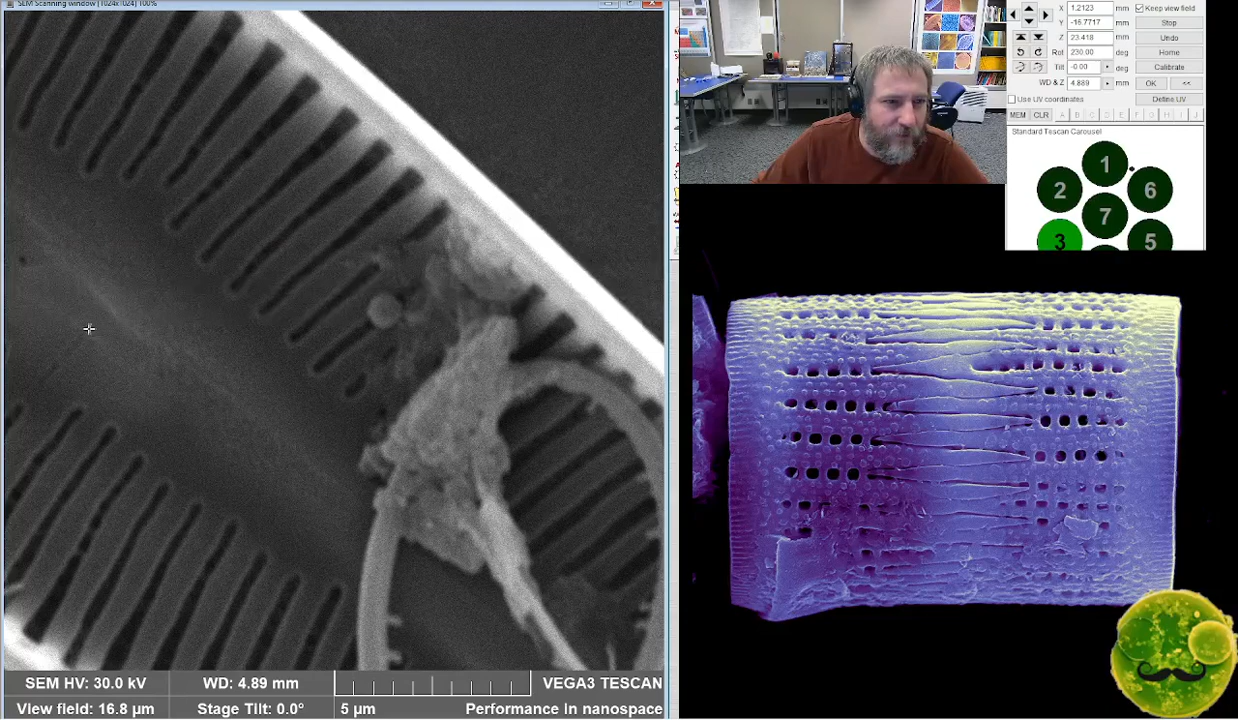 SEM Scanning window [1024x1024] 100%
SEM HV: 30.0 kV
WD: 4.89 mm
VEGA3 TESCAN
View field: 16.8 µm
Stage Tilt: 0.0°
5 µm
Performance in nanospace
X 1.2123 mm
Keep view field
Y -15.7717 mm
Stop
Z 23.418 mm
Undo
Rot 230.00 deg
Home
Tilt -0.00 deg
Calibrate
WD & Z 4.889 mm
OK <<
Use UV coordinates
Define UV
MEM CLR A B C D E F G H I J
Standard Tescan Carousel
1
2
6
7
3
5